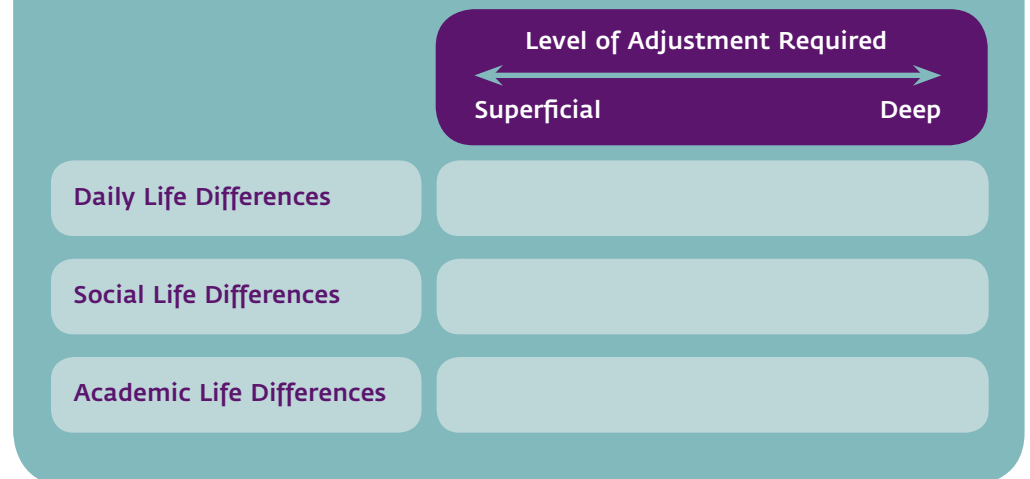 Level of Adjustment Required
Superficial Deep
Daily Life Differences
Social Life Differences
Academic Life Differences